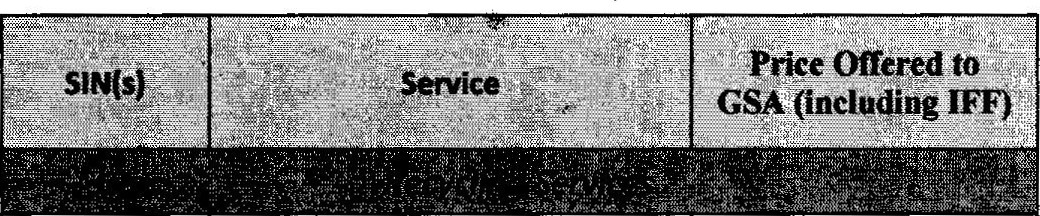 SIN(s)
Service
Price Offered to
GSA (including IFF)